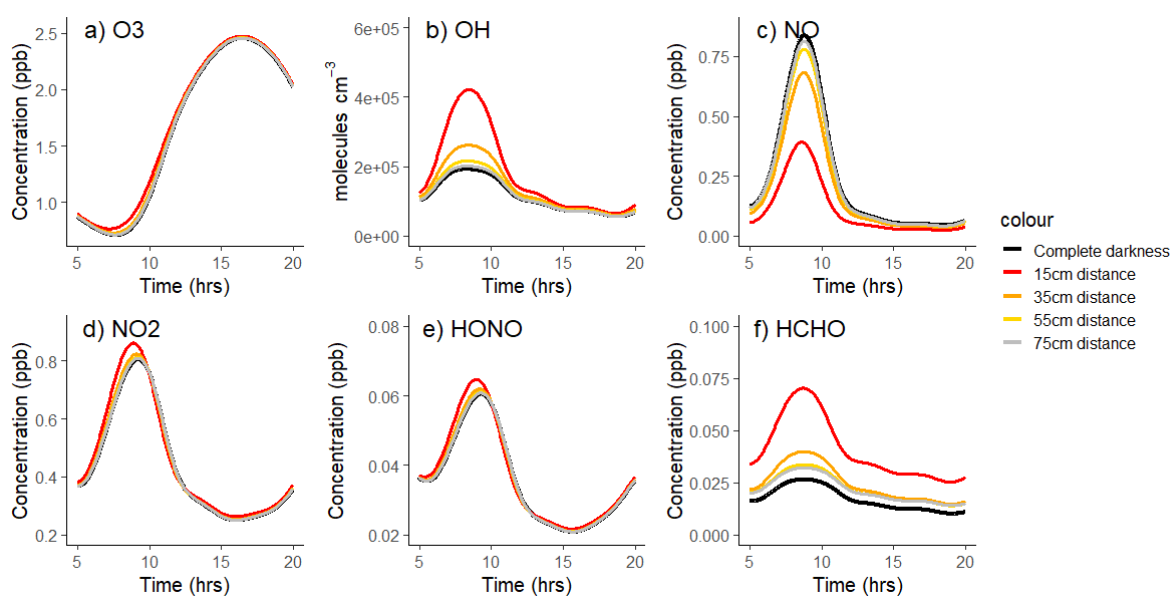 a) O3
Concentration (ppb)
2.5
2.0
1.5
1.0
5 10 15 20
Time (hrs)
b) OH
molecules cm⁻³
6e+05
4e+05
2e+05
0e+00
5 10 15 20
Time (hrs)
c) NO
Concentration (ppb)
0.75
0.50
0.25
0.00
5 10 15 20
Time (hrs)
colour
Complete darkness
15cm distance
35cm distance
55cm distance
75cm distance
d) NO2
Concentration (ppb)
0.8
0.6
0.4
0.2
5 10 15 20
Time (hrs)
e) HONO
Concentration (ppb)
0.08
0.06
0.04
0.02
5 10 15 20
Time (hrs)
f) HCHO
Concentration (ppb)
0.100
0.075
0.050
0.025
0.000
5 10 15 20
Time (hrs)